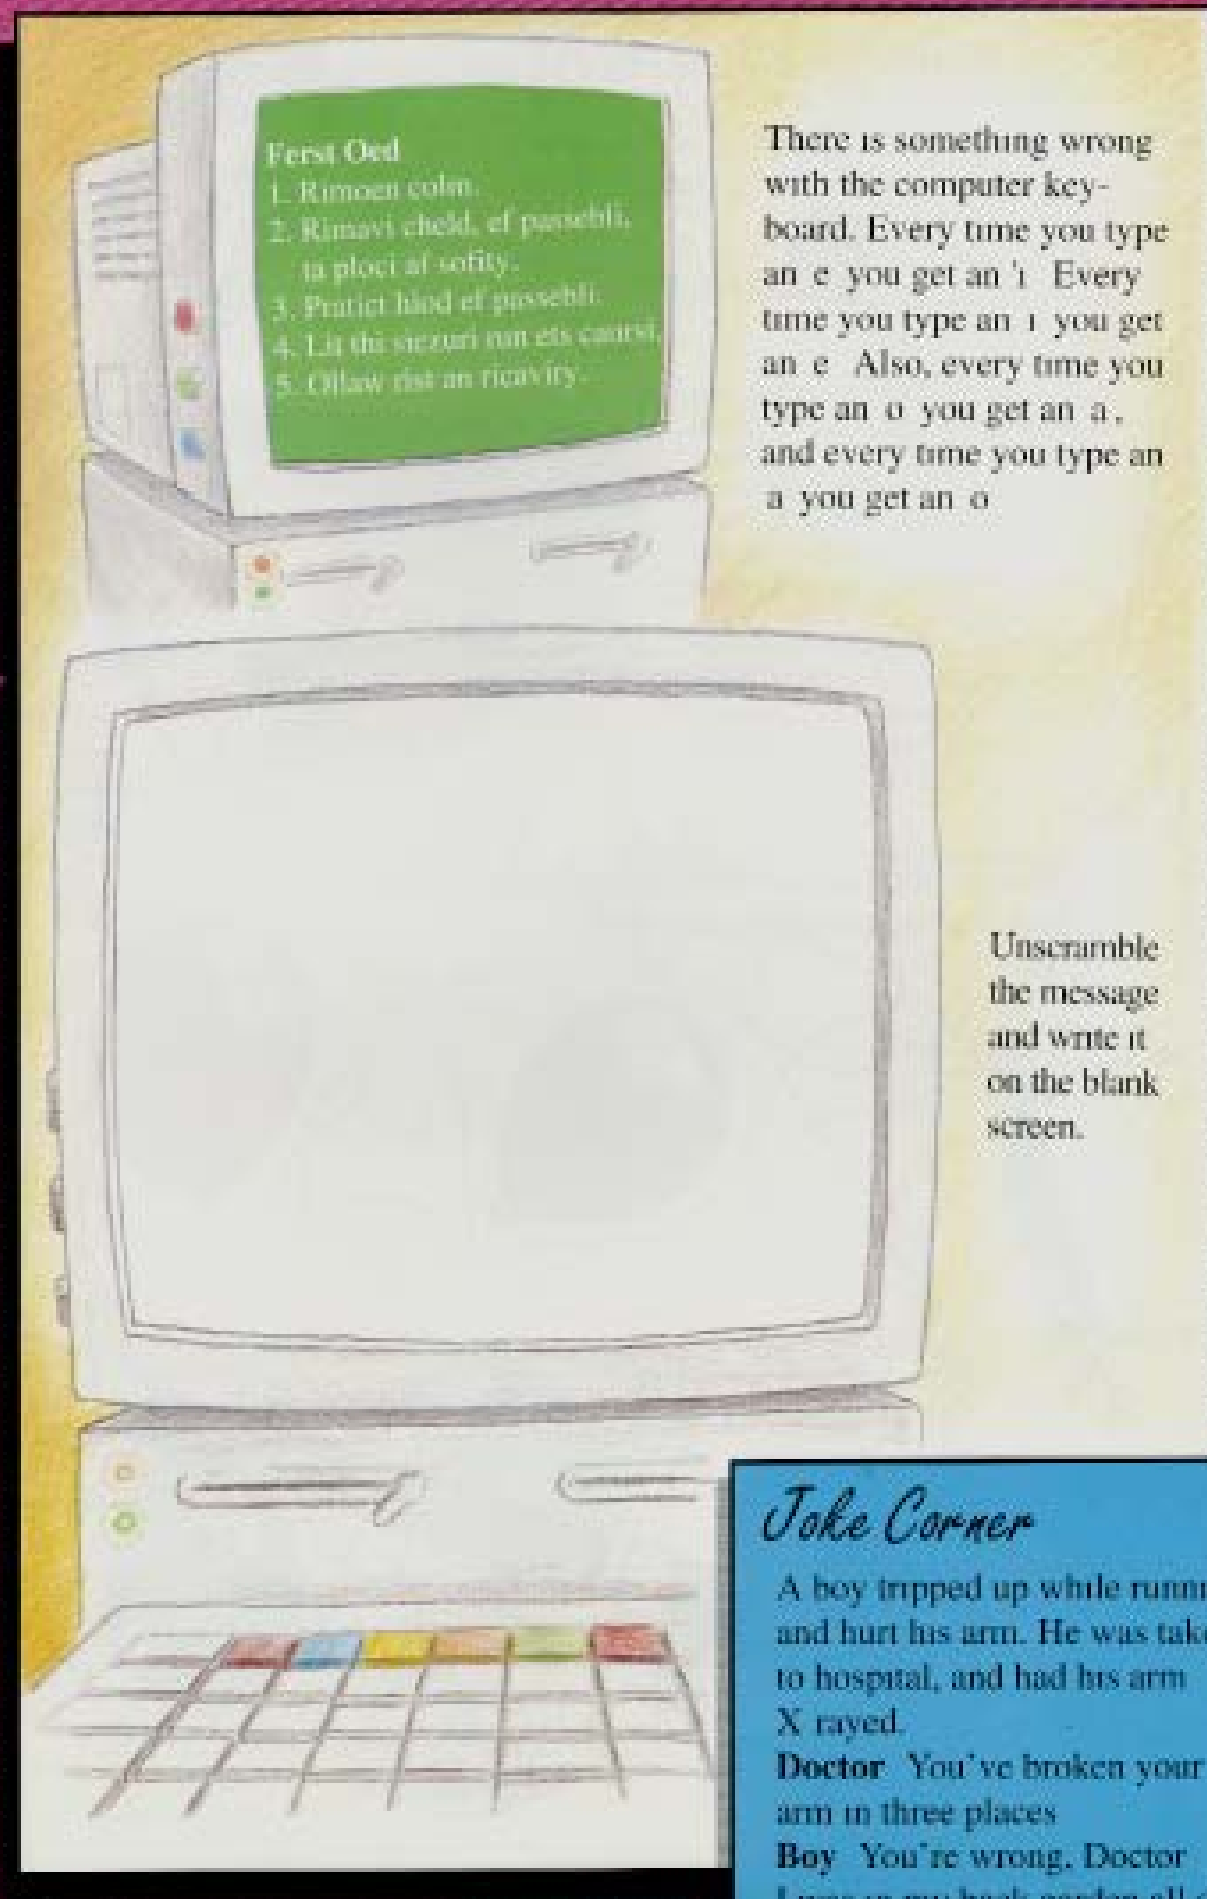 Ferst Oed
1. Rimoen colm.
2. Rimavi cheld, ef passebli,
ta ploci af sofity.
3. Pratict hiod ef passebli.
4. Lit thi siezuri run ets caursi.
5. Ollaw rist an ricaviry.
There is something wrong
with the computer key-
board. Every time you type
an e you get an 'i Every
time you type an i you get
an e Also, every time you
type an o you get an a,
and every time you type an
a you get an o
Unscramble
the message
and write it
on the blank
screen.
Joke Corner
A boy tripped up while runni
and hurt his arm. He was take
to hospital, and had his arm
X rayed.
Doctor You've broken your
arm in three places
Boy You're wrong, Doctor